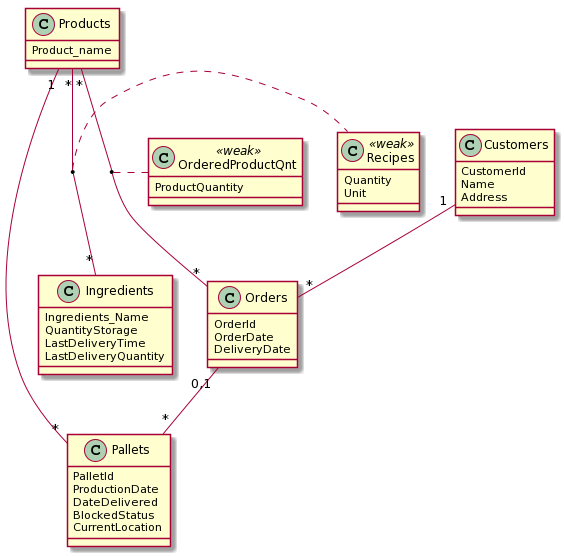 C Products
Product_name
1 * *
«weak»
C OrderedProductQnt
ProductQuantity
«weak»
C Recipes
Quantity
Unit
C Customers
CustomerId
Name
Address
1
*
*
*
C Ingredients
Ingredients_Name
QuantityStorage
LastDeliveryTime
LastDeliveryQuantity
C Orders
OrderId
OrderDate
DeliveryDate
0,1
*
*
C Pallets
PalletId
ProductionDate
DateDelivered
BlockedStatus
CurrentLocation